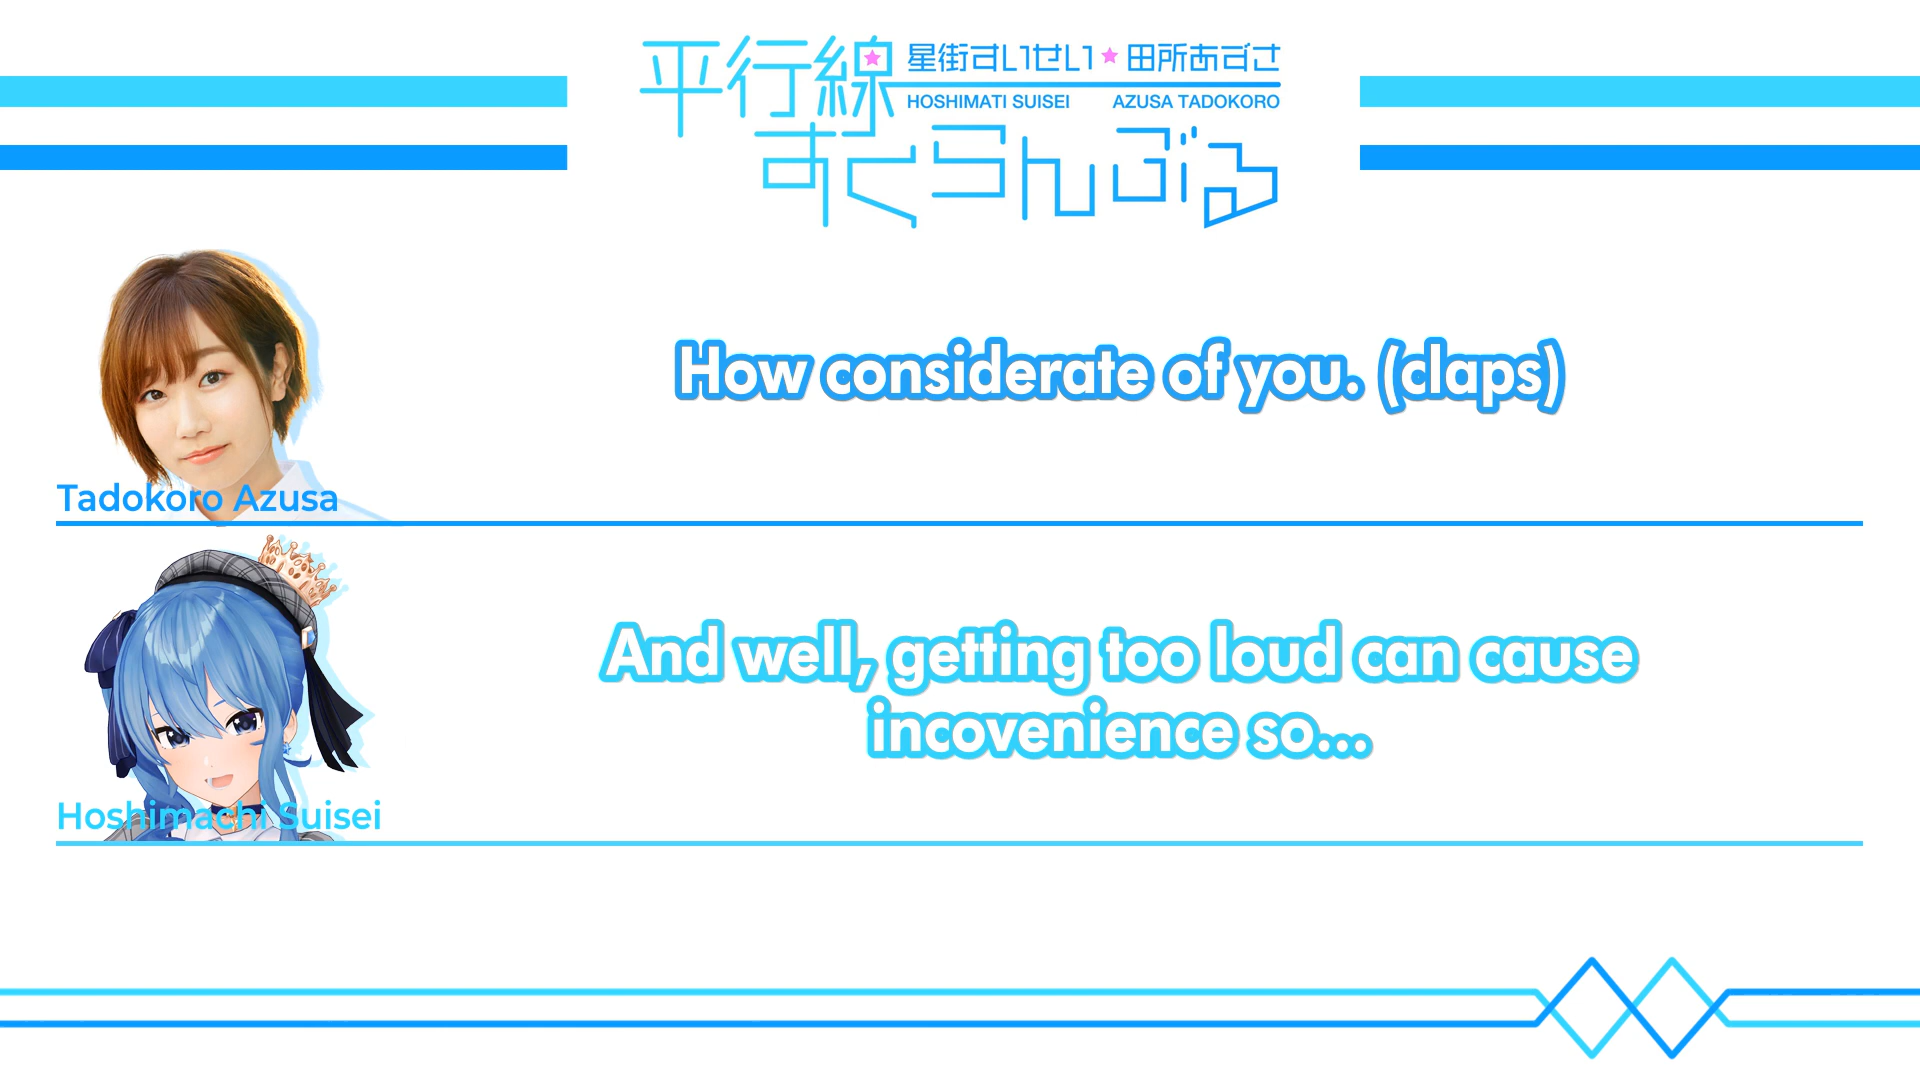 平行線
星街すいせい★田所あずさ
HOSHIMATI SUISEI AZUSA TADOKORO
すくらんぶる
How considerate of you. (claps)
Tadokoro Azusa
And well, getting too loud can cause
incovenience so...
Hoshimachi Suisei